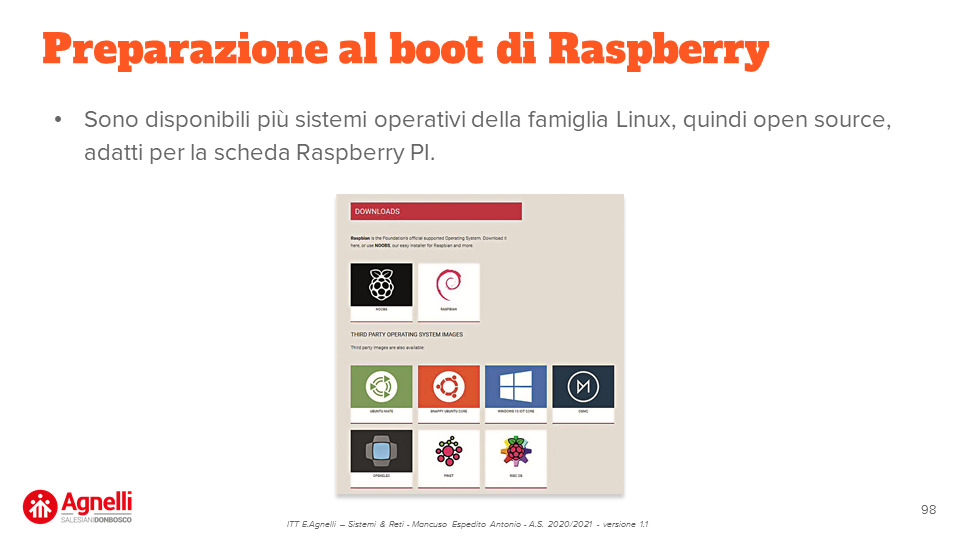 Preparazione al boot di Raspberry
• Sono disponibili più sistemi operativi della famiglia Linux, quindi open source,
adatti per la scheda Raspberry PI.
DOWNLOADS
Raspbian is the Foundation's official supported Operating System. Download it
here, or use NOOBS, our easy installer for Raspbian and more.
NOOBS RASPBIAN
THIRD PARTY OPERATING SYSTEM IMAGES
Third party images are also available:
UBUNTU MATE SNAPPY UBUNTU CORE WINDOWS 10 IOT CORE OSMC
OPENELEC PINET RISC OS
Agnelli
SALESIANI DONBOSCO
ITT E.Agnelli – Sistemi & Reti - Mancuso Espedito Antonio - A.S. 2020/2021 - versione 1.1
98